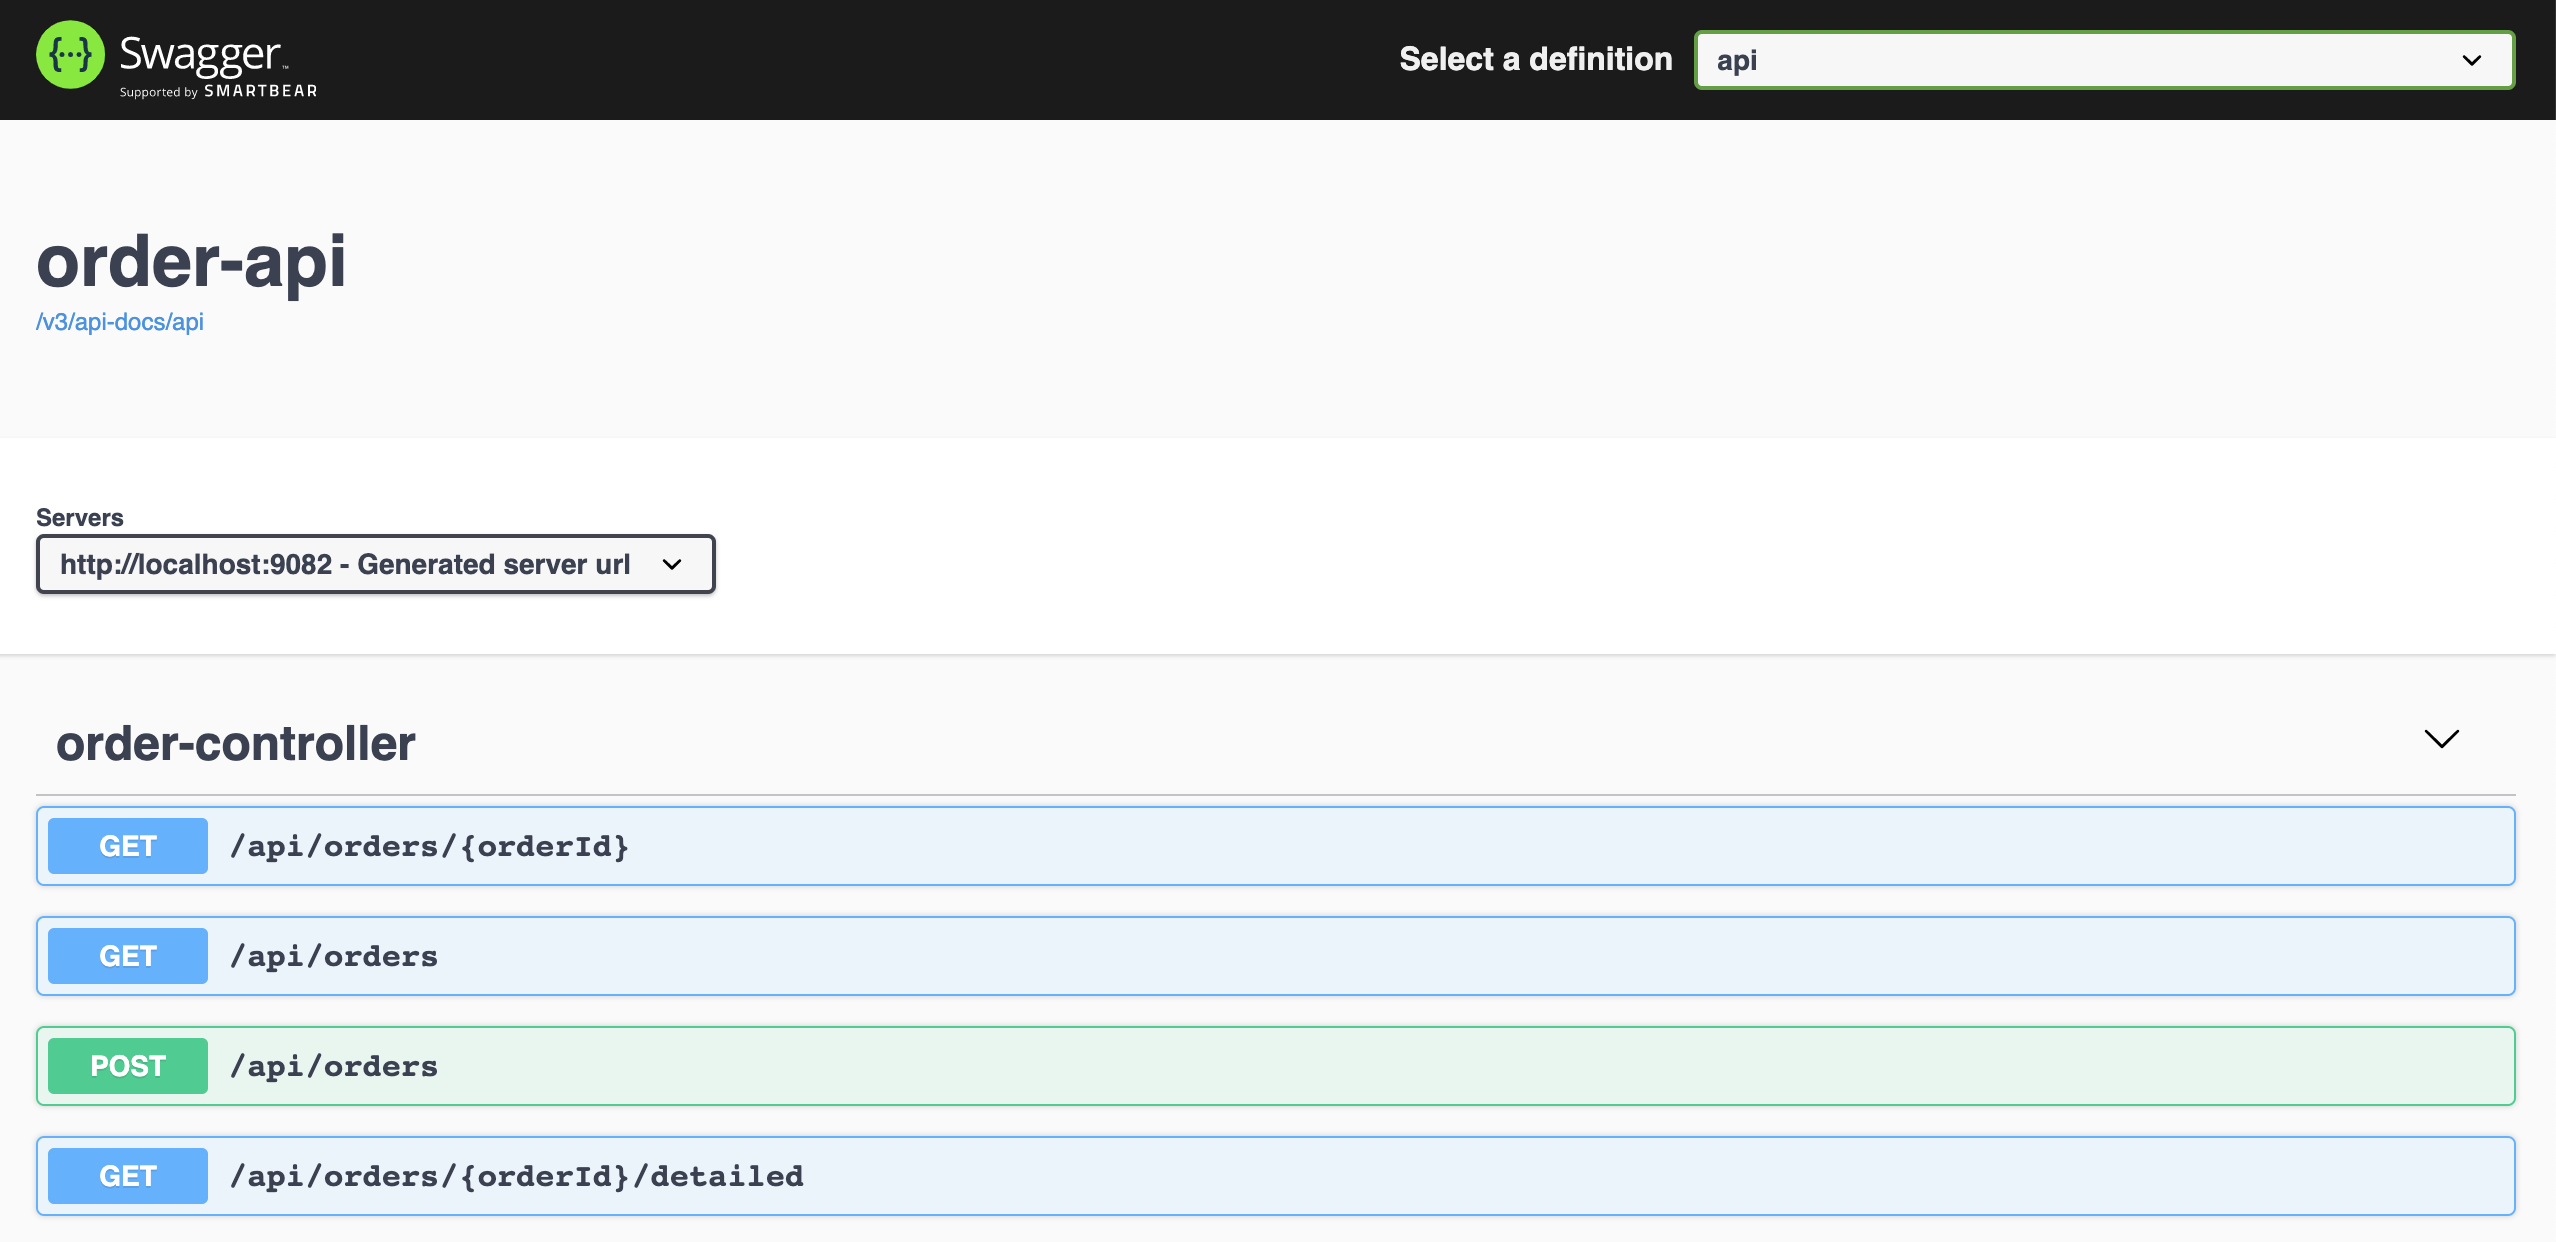 {···} Swagger™
Supported by SMARTBEAR
Select a definition
api
order-api
/v3/api-docs/api
Servers
http://localhost:9082 - Generated server url
order-controller
GET /api/orders/{orderId}
GET /api/orders
POST /api/orders
GET /api/orders/{orderId}/detailed